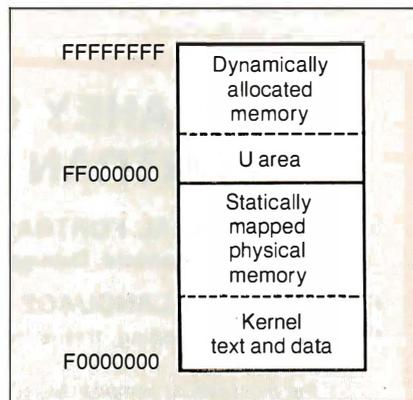 FFFFFFFF
Dynamically
allocated
memory
U area
FF000000
Statically
mapped
physical
memory
Kernel
text and data
F0000000